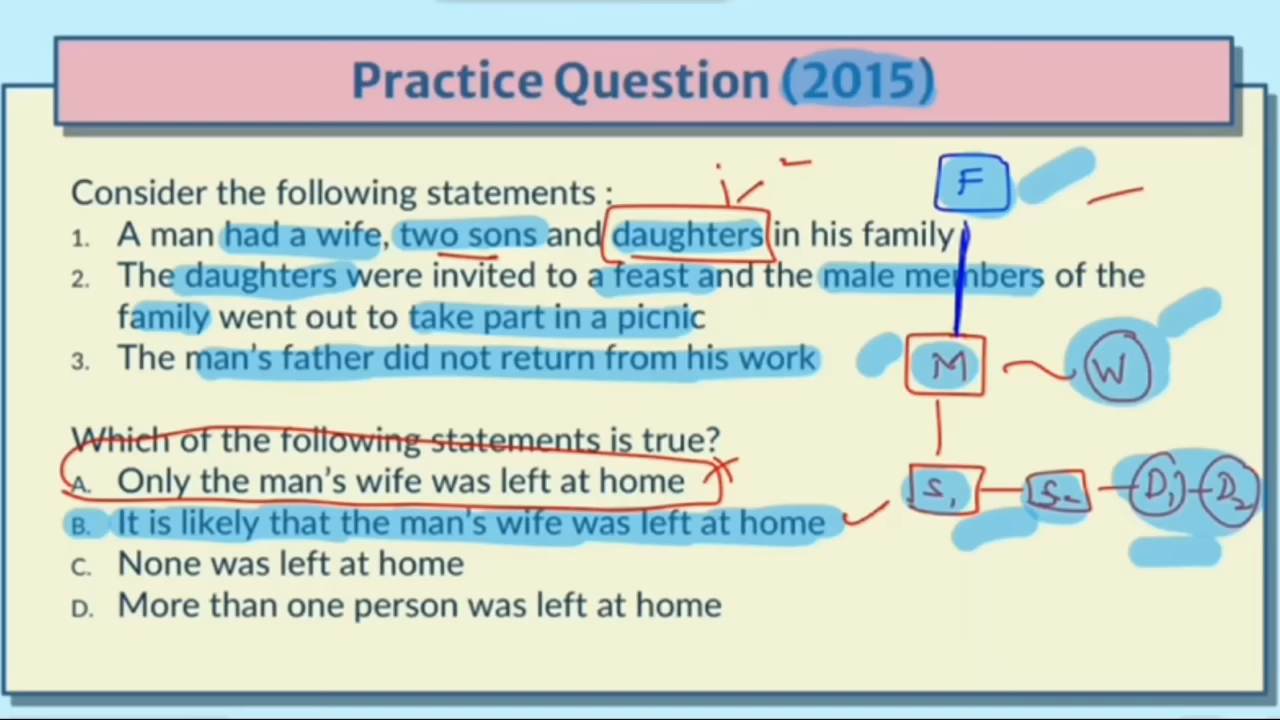 Practice Question (2015)
Consider the following statements :
1. A man had a wife, two sons and daughters in his family
2. The daughters were invited to a feast and the male members of the
family went out to take part in a picnic
3. The man's father did not return from his work
Which of the following statements is true?
A. Only the man's wife was left at home
B. It is likely that the man's wife was left at home
C. None was left at home
D. More than one person was left at home
F
M W
S1 S2 D1 D2